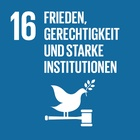 16 FRIEDEN,
GERECHTIGKEIT
UND STARKE
INSTITUTIONEN